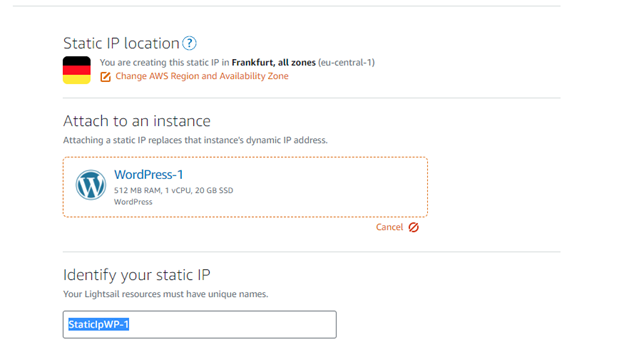 Static IP location ?
You are creating this static IP in Frankfurt, all zones (eu-central-1)
Change AWS Region and Availability Zone
Attach to an instance
Attaching a static IP replaces that instance's dynamic IP address.
WordPress-1
512 MB RAM, 1 vCPU, 20 GB SSD
WordPress
Cancel
Identify your static IP
Your Lightsail resources must have unique names.
StaticIpWP-1